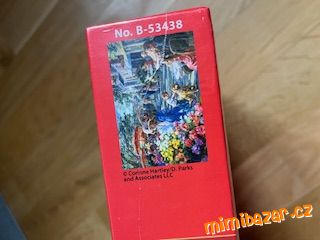 No. B-53438
© Corinne Hartley/D. Parks
and Associates LLC
mimibazar.cz